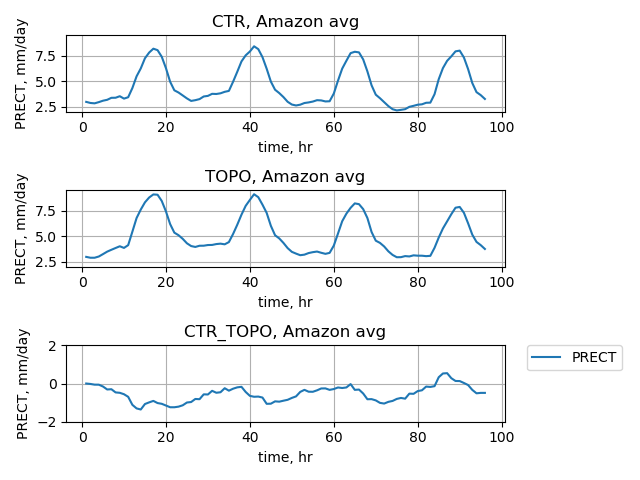 CTR, Amazon avg
PRECT, mm/day
7.5
5.0
2.5
0 20 40 60 80 100
time, hr
TOPO, Amazon avg
PRECT, mm/day
7.5
5.0
2.5
0 20 40 60 80 100
time, hr
CTR_TOPO, Amazon avg
PRECT, mm/day
2
0
−2
0 20 40 60 80 100
time, hr
PRECT